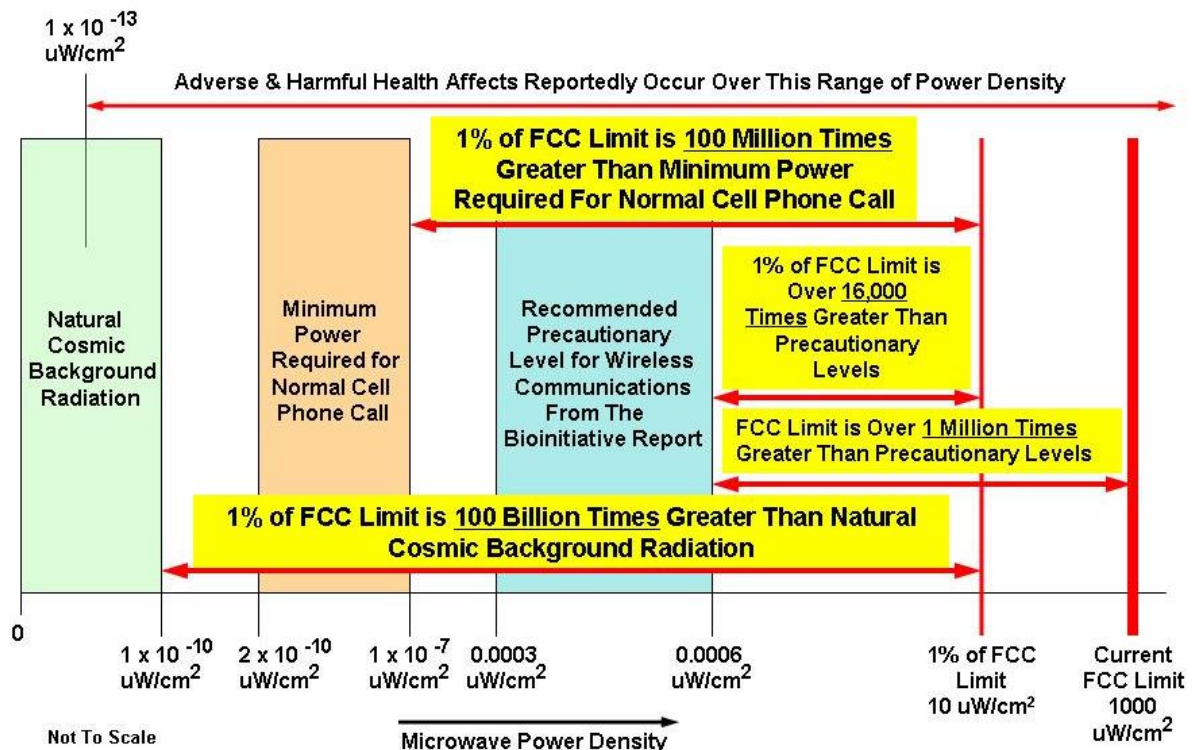 1 x 10 -13
uW/cm2
Adverse & Harmful Health Affects Reportedly Occur Over This Range of Power Density
1% of FCC Limit is 100 Million Times
Greater Than Minimum Power
Required For Normal Cell Phone Call
1% of FCC Limit is
Over 16,000
Times Greater Than
Precautionary
Levels
Natural
Cosmic
Background
Radiation
Minimum
Power
Required for
Normal Cell
Phone Call
Recommended
Precautionary
Level for Wireless
Communications
From The
Bioinitiative Report
FCC Limit is Over 1 Million Times
Greater Than Precautionary Levels
1% of FCC Limit is 100 Billion Times Greater Than Natural
Cosmic Background Radiation
0
1 x 10 -10
uW/cm2
2 x 10 -10
uW/cm2
1 x 10 -7
uW/cm2
0.0003
uW/cm2
0.0006
uW/cm2
1% of FCC
Limit
10 uW/cm2
Current
FCC Limit
1000
uW/cm2
Not To Scale
Microwave Power Density